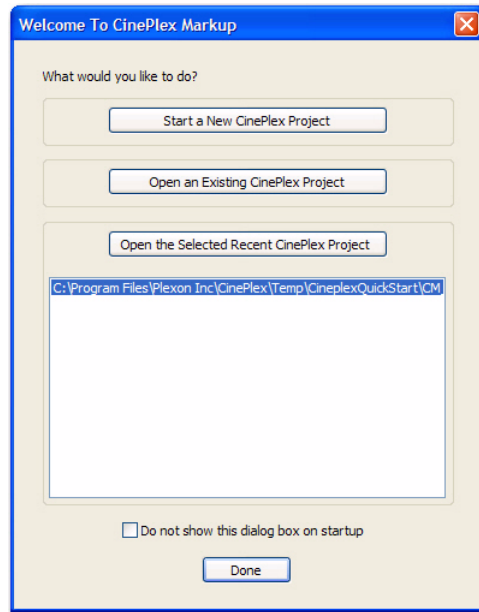 Welcome To CinePlex Markup
What would you like to do?
Start a New CinePlex Project
Open an Existing CinePlex Project
Open the Selected Recent CinePlex Project
C:\Program Files\Plexon Inc\CinePlex\Temp\CineplexQuickStart\CM
Do not show this dialog box on startup
Done